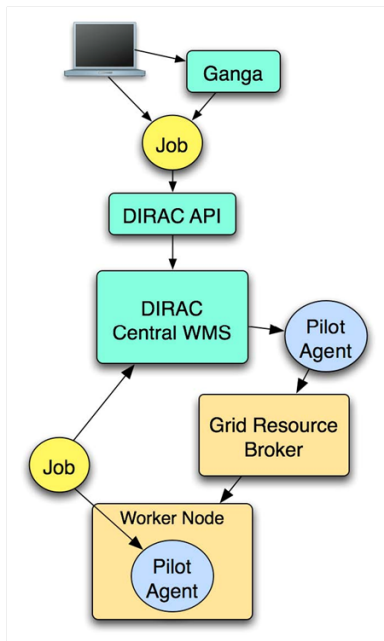 Ganga
Job
DIRAC API
DIRAC
Central WMS
Pilot
Agent
Grid Resource
Broker
Job
Worker Node
Pilot
Agent